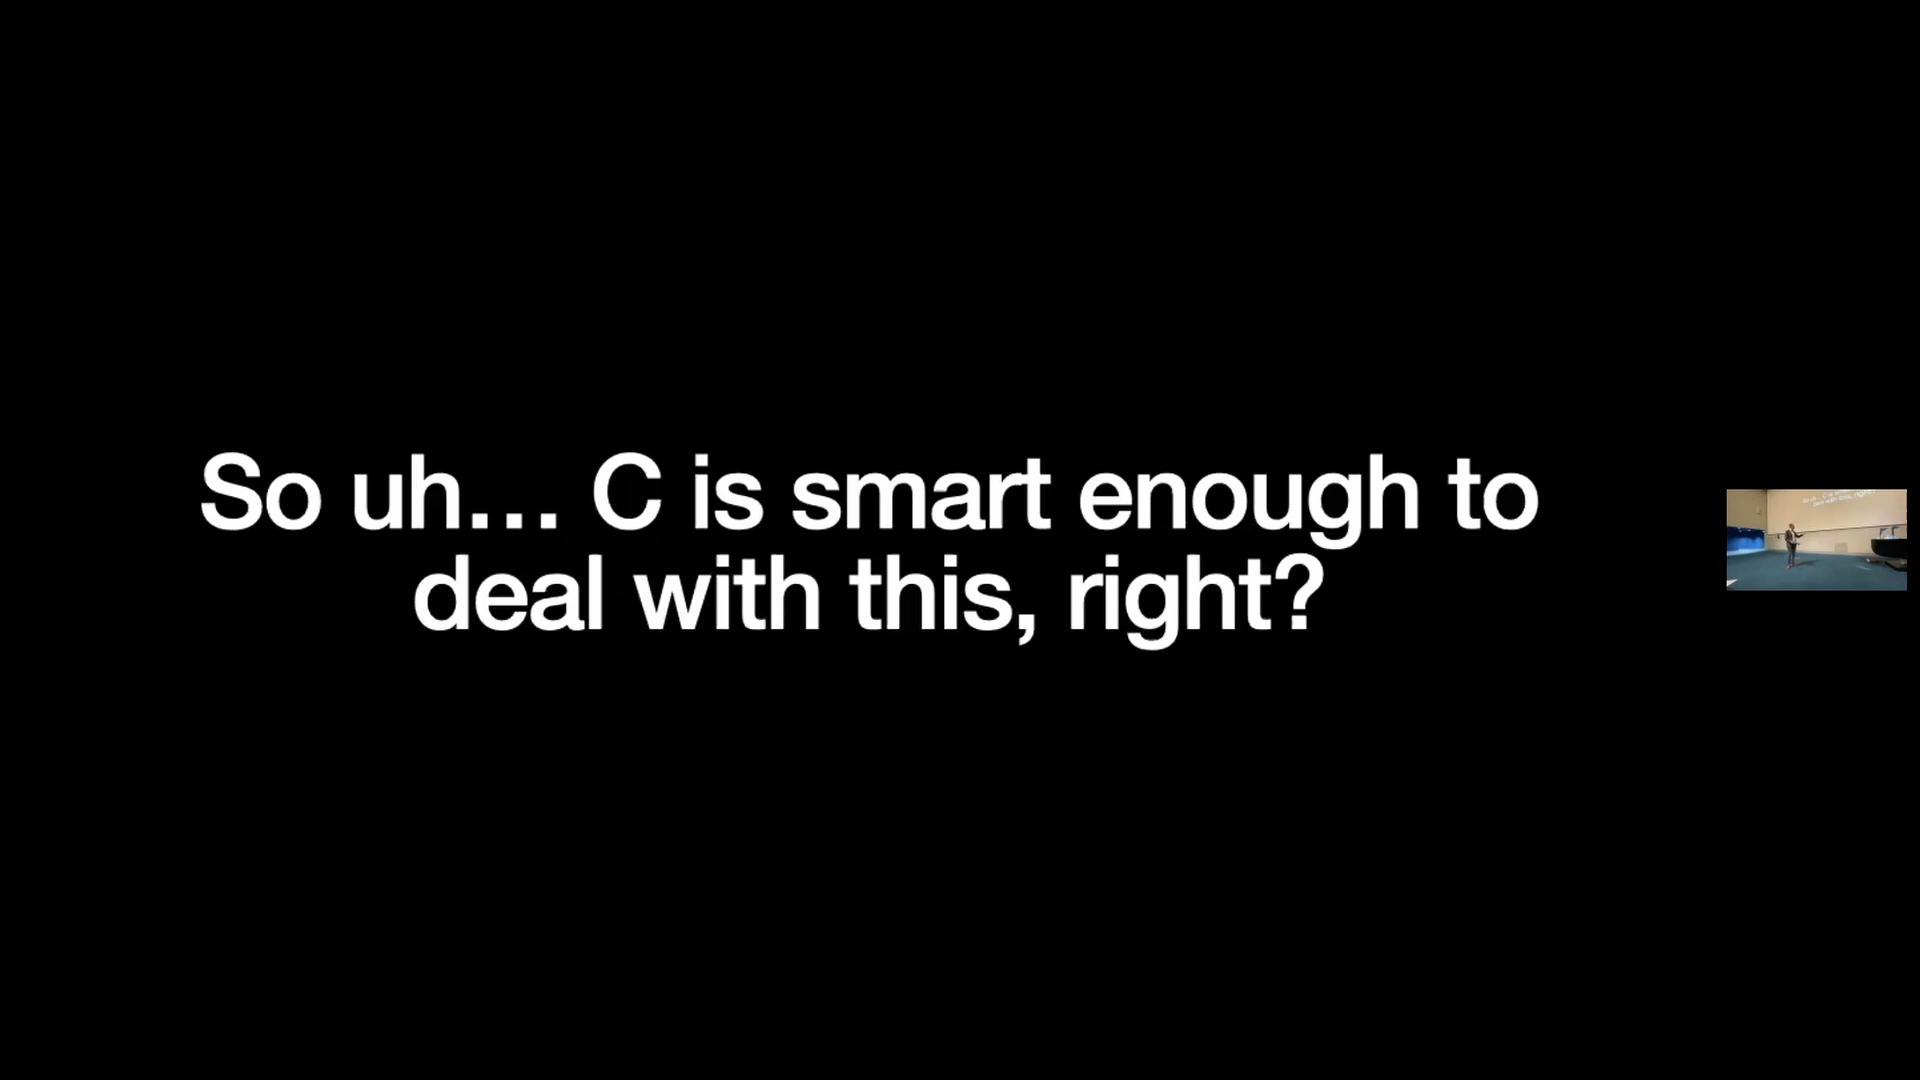 So uh… C is smart enough to
deal with this, right?